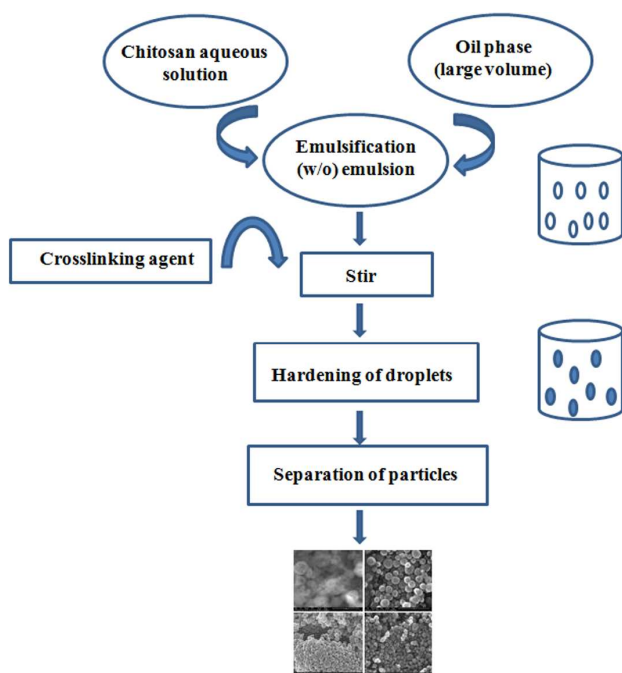 Chitosan aqueous
solution
Oil phase
(large volume)
Emulsification
(w/o) emulsion
Crosslinking agent
Stir
Hardening of droplets
Separation of particles